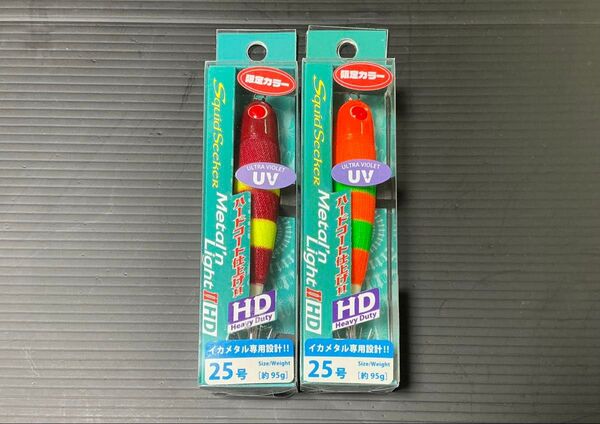 限定カラー
Squid Seeker
Metal'n Light II HD
ULTRA VIOLET
UV
ハードコート仕上げ!!
HD
Heavy Duty
イカメタル専用設計!!
25号
Size/Weight
[約95g]
限定カラー
Squid Seeker
Metal'n Light II HD
ULTRA VIOLET
UV
ハードコート仕上げ!!
HD
Heavy Duty
イカメタル専用設計!!
25号
Size/Weight
[約95g]